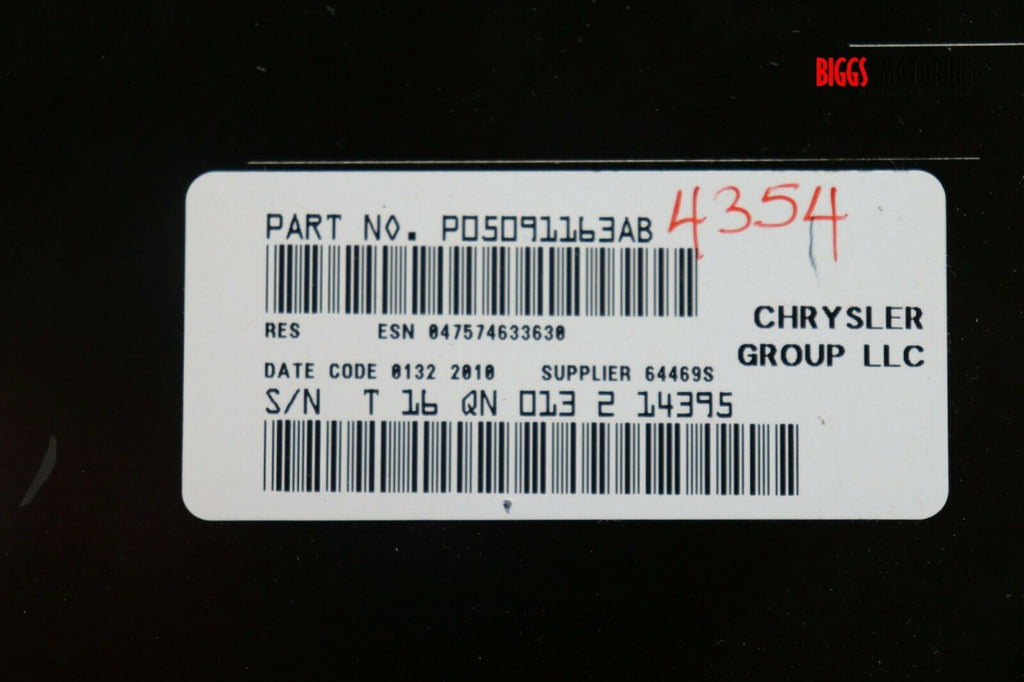 BIGGS MOTORING
PART NO. P05091163AB 4354
RES ESN 047574633630
CHRYSLER
GROUP LLC
DATE CODE 0132 2010 SUPPLIER 64469S
S/N T 16 QN 013 2 14395